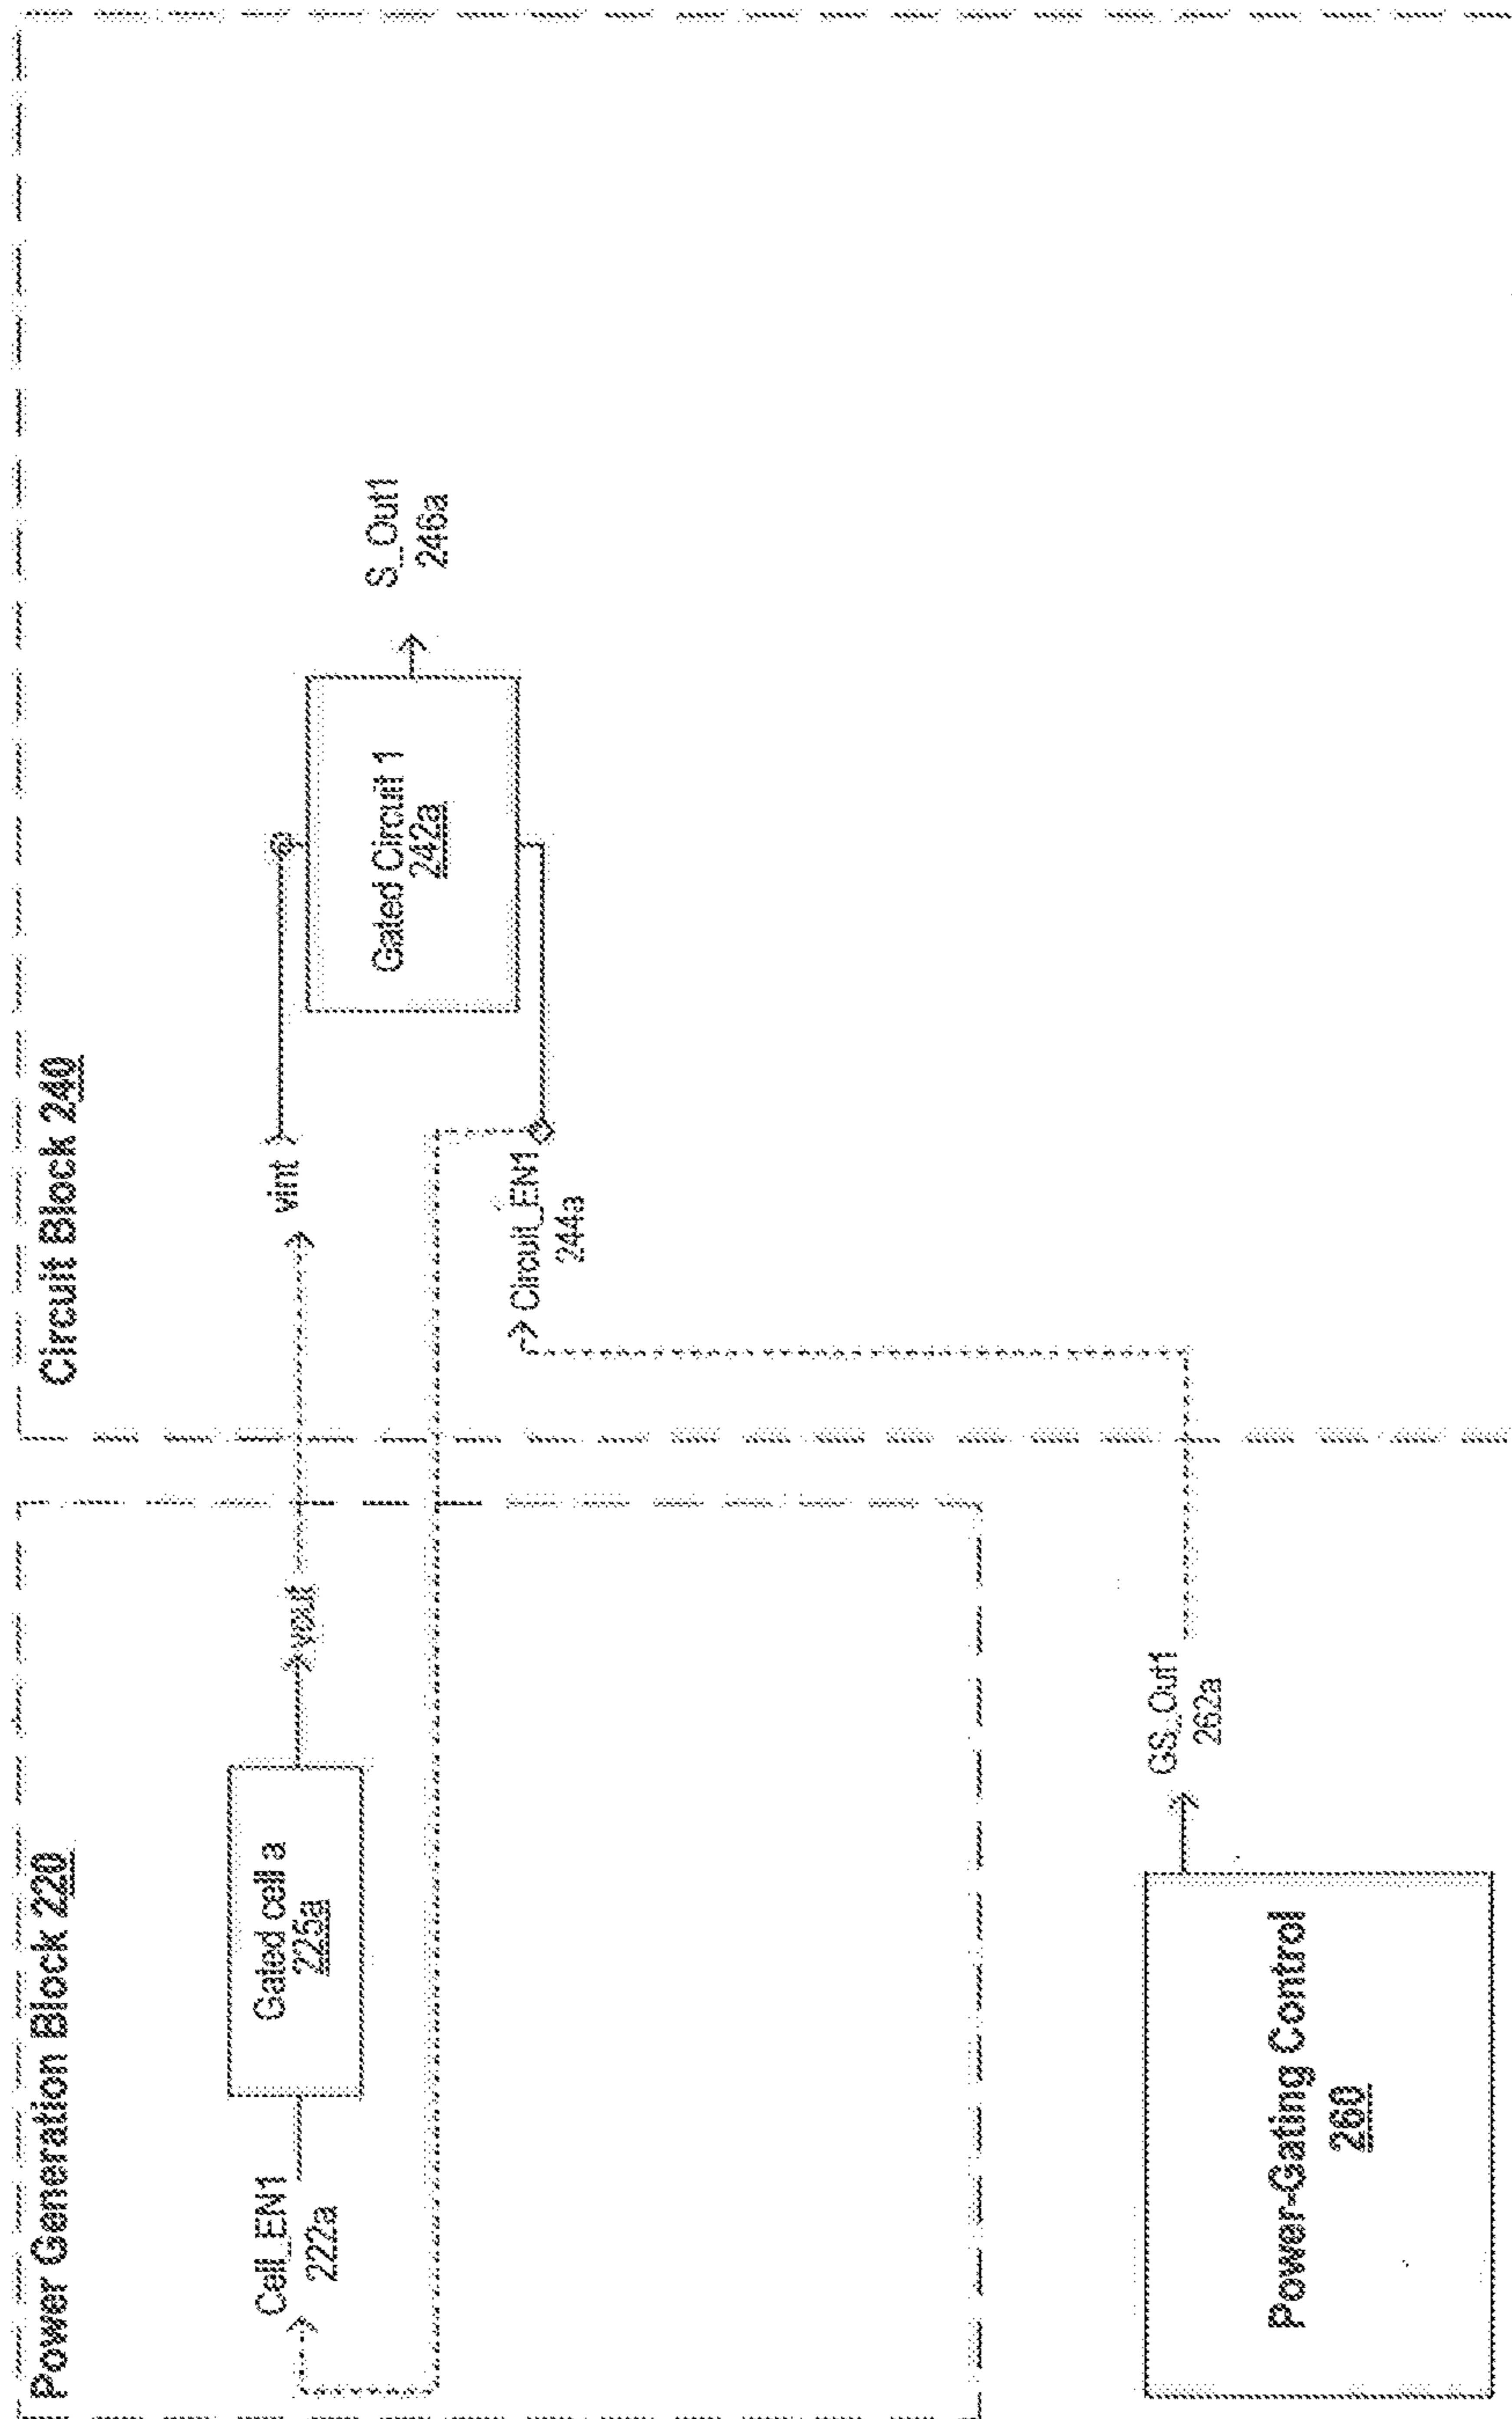 Power Generation Block 220
Cell_EN1
222a
Gated cell a
225a
vout
Circuit Block 240
vint
Gated Circuit 1
242a
S_Out1
246a
Circuit_EN1
244a
Power-Gating Control
260
GS_Out1
262a